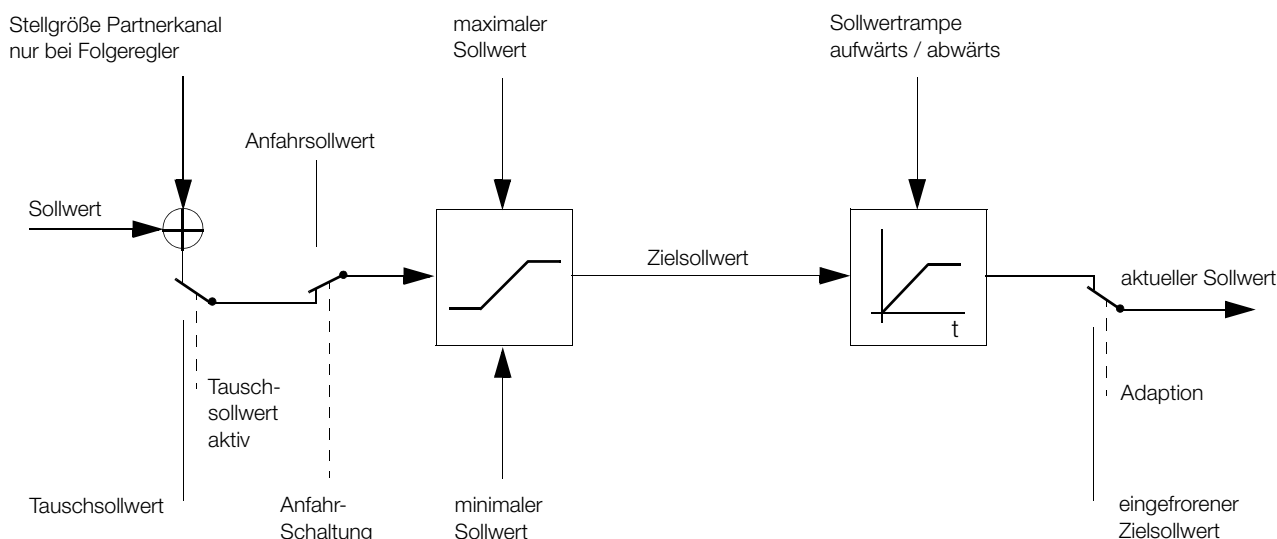 Stellgröße Partnerkanal
nur bei Folgeregler
maximaler
Sollwert
Sollwertrampe
aufwärts / abwärts
Anfahrsollwert
Sollwert
Zielsollwert
aktueller Sollwert
t
Tausch-
sollwert
aktiv
Adaption
Tauschsollwert
Anfahr-
Schaltung
minimaler
Sollwert
eingefrorener
Zielsollwert